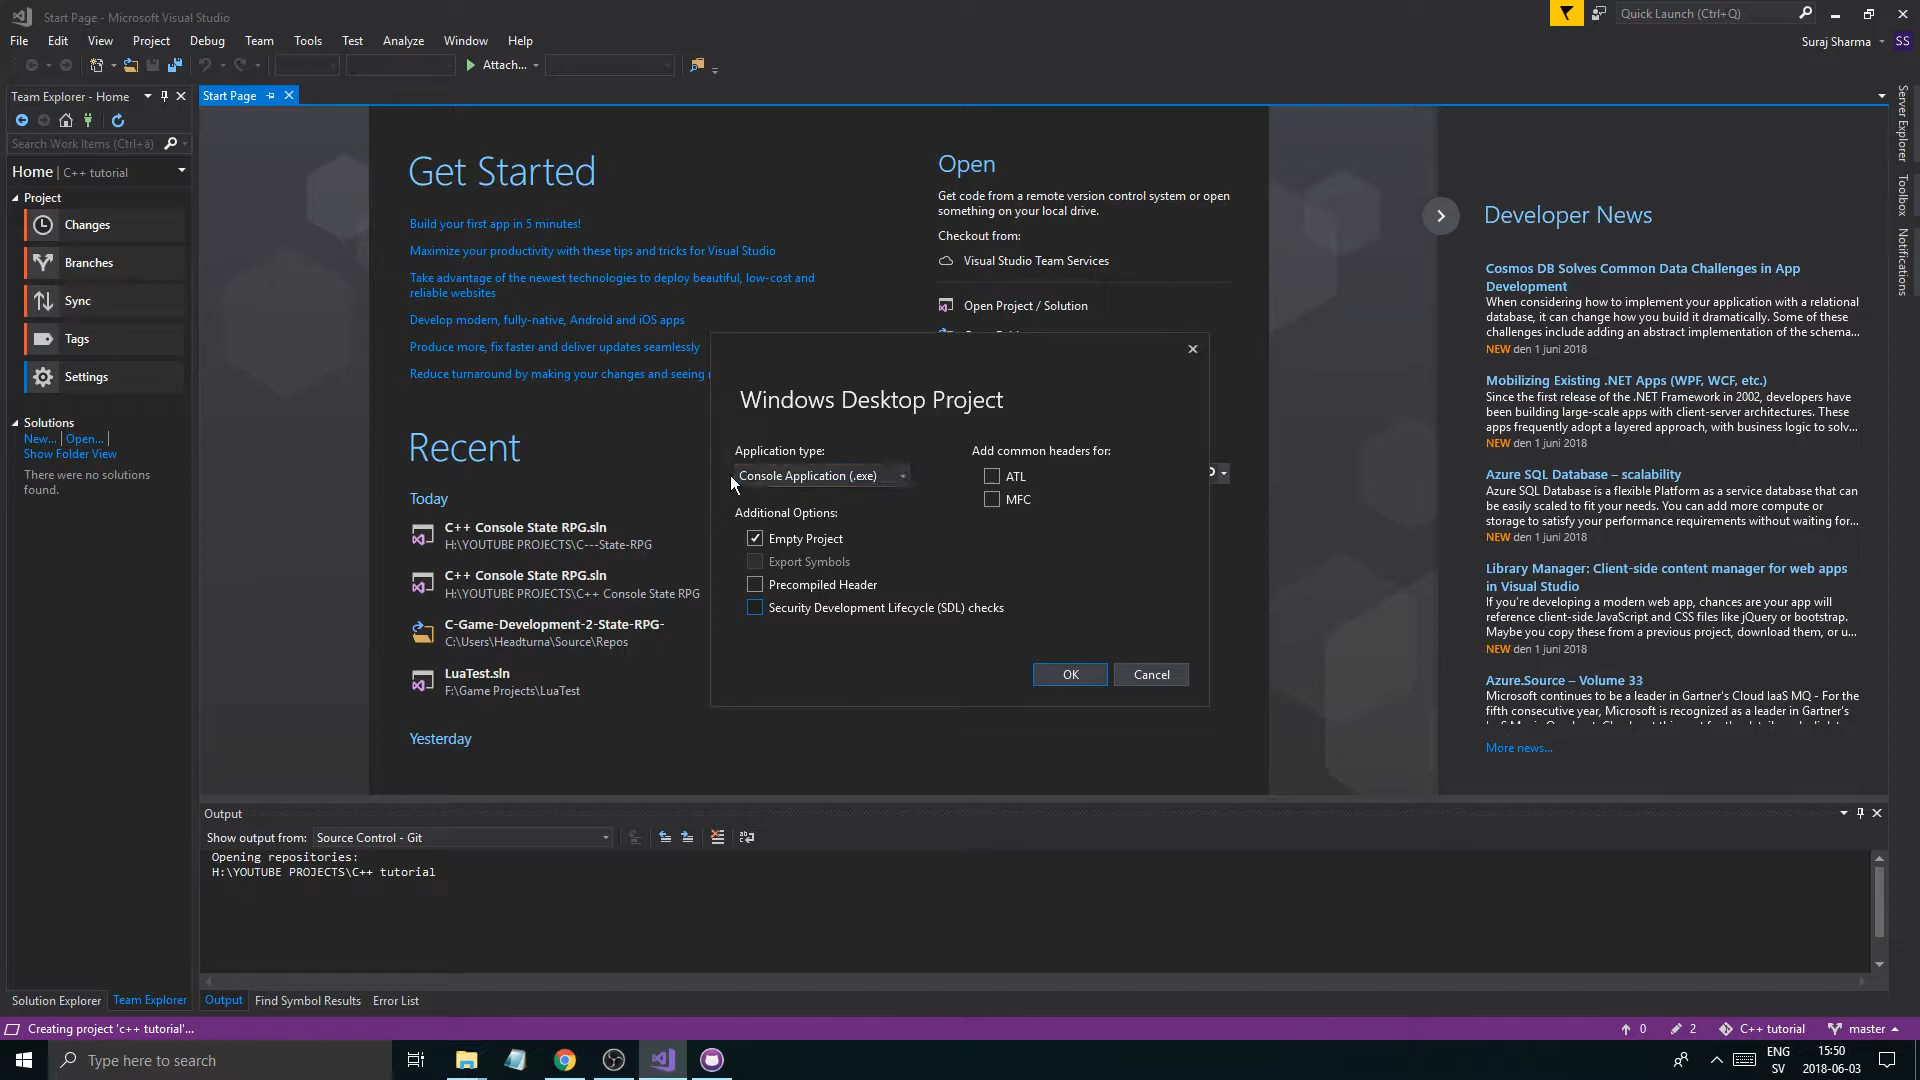 Start Page - Microsoft Visual Studio
Quick Launch (Ctrl+Q)
File Edit View Project Debug Team Tools Test Analyze Window Help
Suraj Sharma SS
Attach...
Team Explorer - Home
Start Page
Search Work Items (Ctrl+ä)
Home | C++ tutorial
Project
Changes
Branches
Sync
Tags
Settings
Solutions
New... | Open... |
Show Folder View
There were no solutions
found.
Get Started
Build your first app in 5 minutes!
Maximize your productivity with these tips and tricks for Visual Studio
Take advantage of the newest technologies to deploy beautiful, low-cost and
reliable websites
Develop modern, fully-native, Android and iOS apps
Produce more, fix faster and deliver updates seamlessly
Reduce turnaround by making your changes and seeing
Recent
Today
C++ Console State RPG.sln
H:\YOUTUBE PROJECTS\C---State-RPG
C++ Console State RPG.sln
H:\YOUTUBE PROJECTS\C++ Console State RPG
C-Game-Development-2-State-RPG-
C:\Users\Headturna\Source\Repos
LuaTest.sln
F:\Game Projects\LuaTest
Yesterday
Open
Get code from a remote version control system or open
something on your local drive.
Checkout from:
Visual Studio Team Services
Open Project / Solution
Windows Desktop Project
Application type:
Console Application (.exe)
Additional Options:
Empty Project
Export Symbols
Precompiled Header
Security Development Lifecycle (SDL) checks
Add common headers for:
ATL
MFC
OK
Cancel
Developer News
Cosmos DB Solves Common Data Challenges in App
Development
When considering how to implement your application with a relational
database, it can change how you build it dramatically. Some of these
challenges include adding an abstract implementation of the schema...
NEW den 1 juni 2018
Mobilizing Existing .NET Apps (WPF, WCF, etc.)
Since the first release of the .NET Framework in 2002, developers have
been building large-scale apps with client-server architectures. These
apps frequently adopt a layered approach, with business logic to solv...
NEW den 1 juni 2018
Azure SQL Database – scalability
Azure SQL Database is a flexible Platform as a service database that can
be easily scaled to fit your needs. You can add more compute or
storage to satisfy your performance requirements without waiting for...
NEW den 1 juni 2018
Library Manager: Client-side content manager for web apps
in Visual Studio
If you're developing a modern web app, chances are your app will
reference client-side JavaScript and CSS files like jQuery or bootstrap.
Maybe you copy these from a previous project, download them, or u...
NEW den 1 juni 2018
Azure.Source – Volume 33
Microsoft continues to be a leader in Gartner's Cloud IaaS MQ - For the
fifth consecutive year, Microsoft is recognized as a leader in Gartner's
More news...
Server Explorer
Toolbox
Notifications
Output
Show output from: Source Control - Git
Opening repositories:
H:\YOUTUBE PROJECTS\C++ tutorial
Solution Explorer Team Explorer
Output Find Symbol Results Error List
Creating project 'c++ tutorial'...
0 2 C++ tutorial master
Type here to search
ENG
SV
15:50
2018-06-03